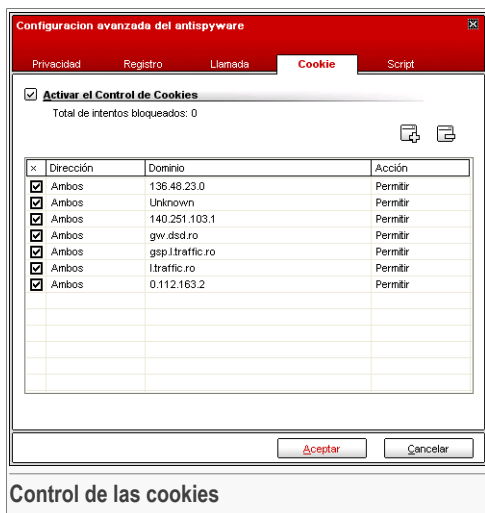 Configuracion avanzada del antispyware
Privacidad Registro Llamada Cookie Script
Activar el Control de Cookies
Total de intentos bloqueados: 0
× Dirección Dominio Acción
Ambos 136.48.23.0 Permitir
Ambos Unknown Permitir
Ambos 140.251.103.1 Permitir
Ambos gw.dsd.ro Permitir
Ambos gsp.l.traffic.ro Permitir
Ambos l.traffic.ro Permitir
Ambos 0.112.163.2 Permitir
Aceptar Cancelar
Control de las cookies